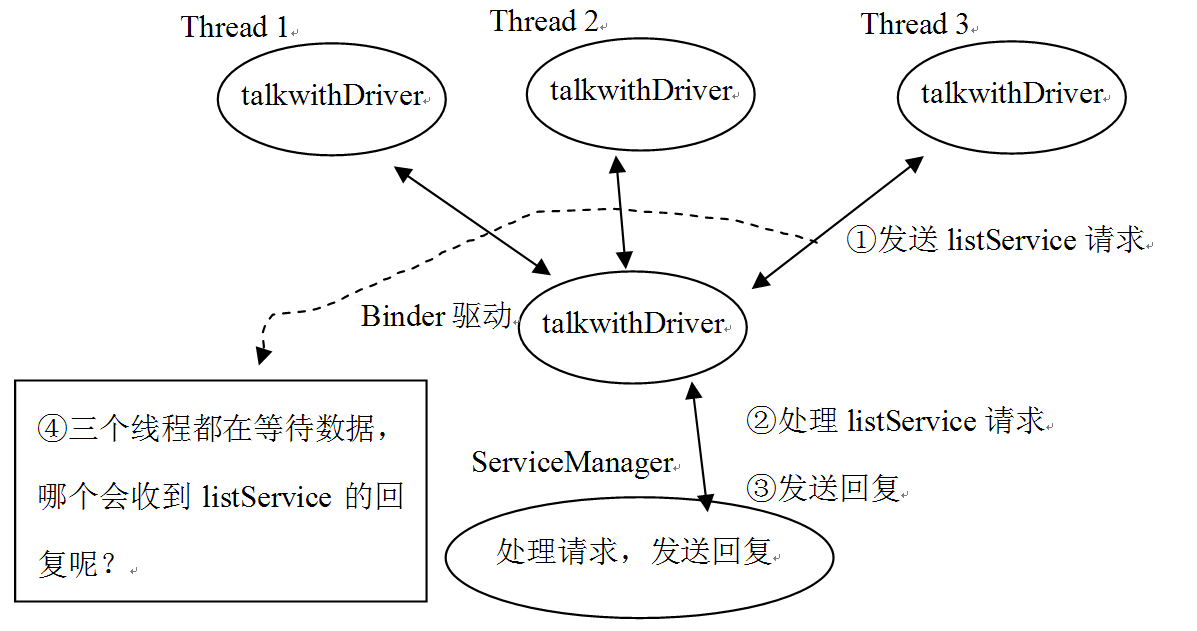 Thread 1
Thread 2
Thread 3
talkwithDriver
talkwithDriver
talkwithDriver
①发送 listService 请求
Binder 驱动
talkwithDriver
④三个线程都在等待数据，
哪个会收到 listService 的回
复呢？
②处理 listService 请求
ServiceManager
③发送回复
处理请求，发送回复